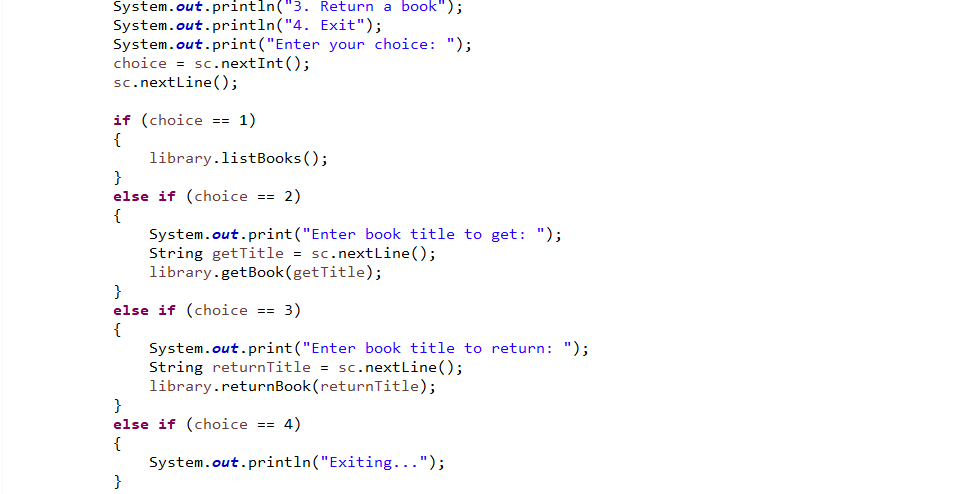 System.out.println("3. Return a book");
System.out.println("4. Exit");
System.out.print("Enter your choice: ");
choice = sc.nextInt();
sc.nextLine();
if (choice == 1)
{
library.listBooks();
}
else if (choice == 2)
{
System.out.print("Enter book title to get: ");
String getTitle = sc.nextLine();
library.getBook(getTitle);
}
else if (choice == 3)
{
System.out.print("Enter book title to return: ");
String returnTitle = sc.nextLine();
library.returnBook(returnTitle);
}
else if (choice == 4)
{
System.out.println("Exiting...");
}